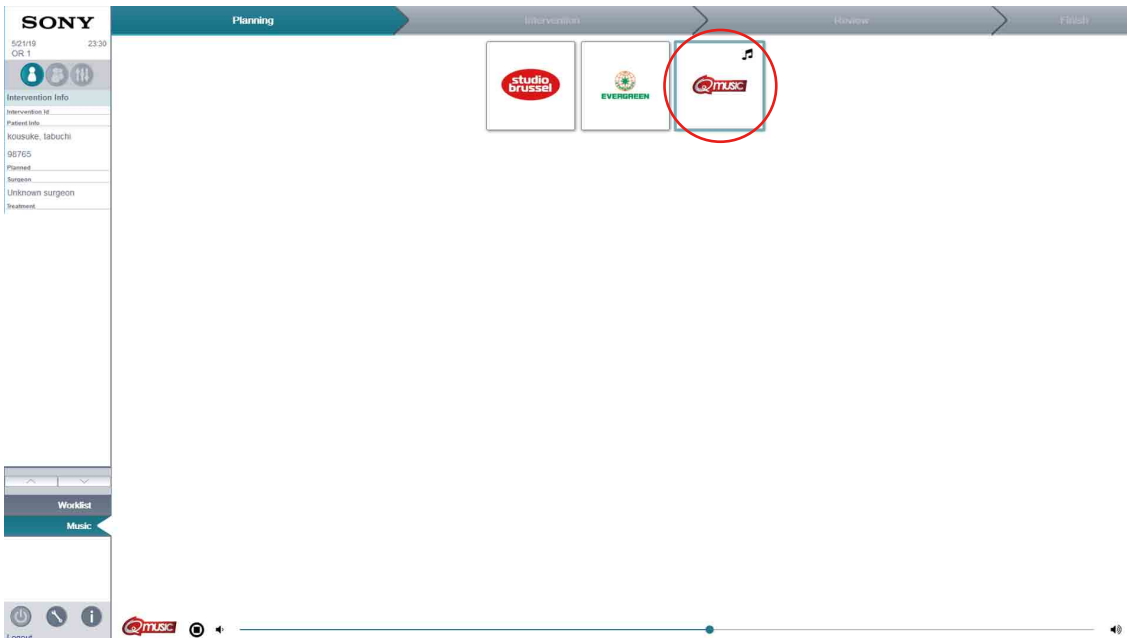 SONY
5/21/19 23:30
OR 1
Intervention Info
Intervention Id
Patient Info
kousuke, tabuchi
98765
Planned
Surgeon
Unknown surgeon
Treatment
Worklist
Music
Logout
Planning Intervention Review Finish
studio brussel
EVERGREEN
Qmusic
Qmusic